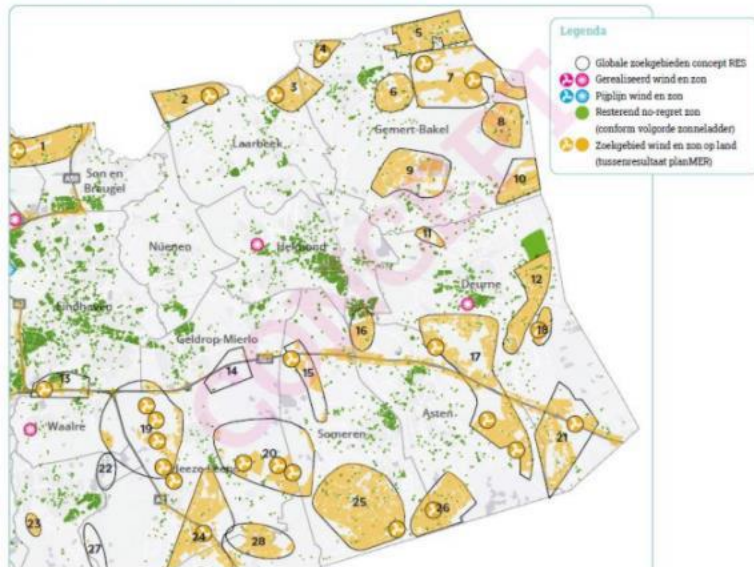 Legenda
Globale zoekgebieden concept RES
Gerealiseerd wind en zon
Pijplijn wind en zon
Resterend no-regret zon
(conform volgorde zonneladder)
Zoekgebied wind en zon op land
(tussenresultaat planMER)
CONCEPT
5
4
7
2
3
6
Gemert-Bakel
8
Laarbeek
1
9
Son en
Breugel
10
Nuenen
Helmond
11
Deurne
12
Eindhoven
16
18
Geldrop-Mierlo
17
14
15
13
Asten
Waalre
19
Someren
21
20
22
25
26
23
24
28
27